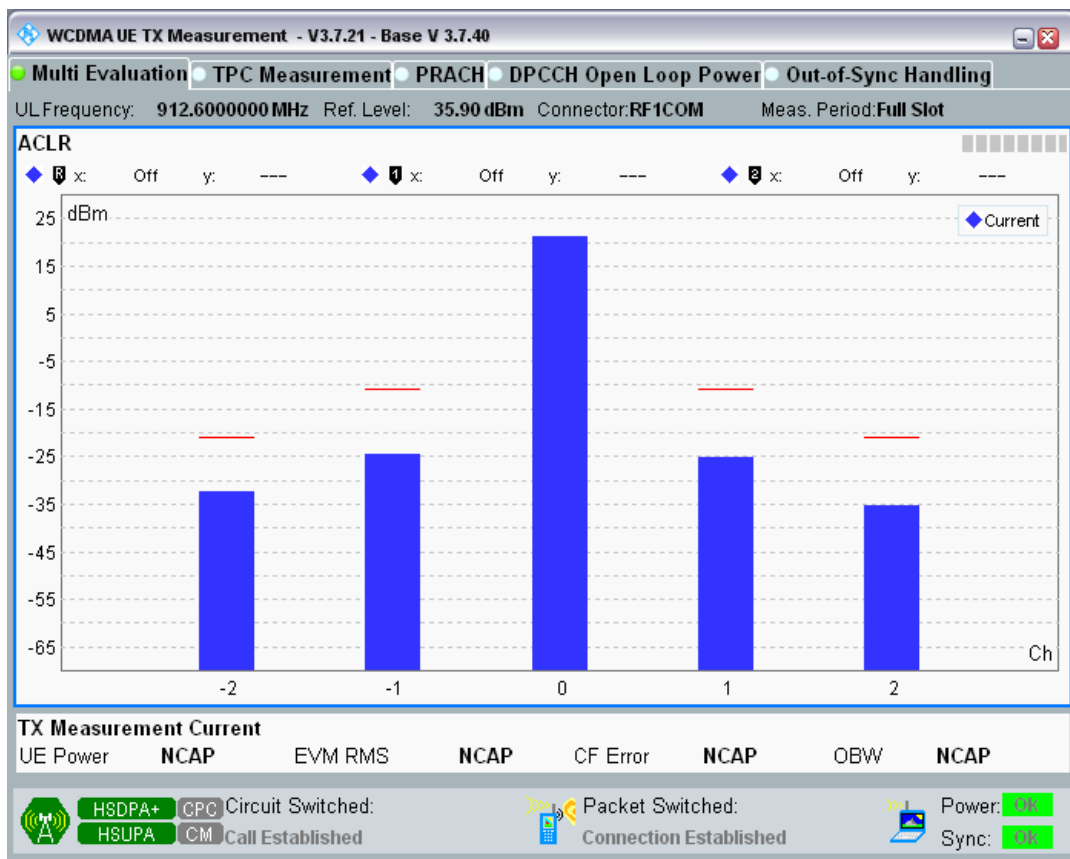 WCDMA UE TX Measurement - V3.7.21 - Base V 3.7.40
Multi Evaluation TPC Measurement PRACH DPCCH Open Loop Power Out-of-Sync Handling
UL Frequency: 912.6000000 MHz Ref. Level: 35.90 dBm Connector:RF1COM Meas. Period:Full Slot
ACLR
R x: Off y: --- 1 x: Off y: --- 2 x: Off y: ---
dBm
Current
25
15
5
-5
-15
-25
-35
-45
-55
-65
Ch
-2 -1 0 1 2
TX Measurement Current
UE Power NCAP EVM RMS NCAP CF Error NCAP OBW NCAP
HSDPA+ CPC Circuit Switched: Packet Switched: Power: OK
HSUPA CM Call Established Connection Established Sync: OK